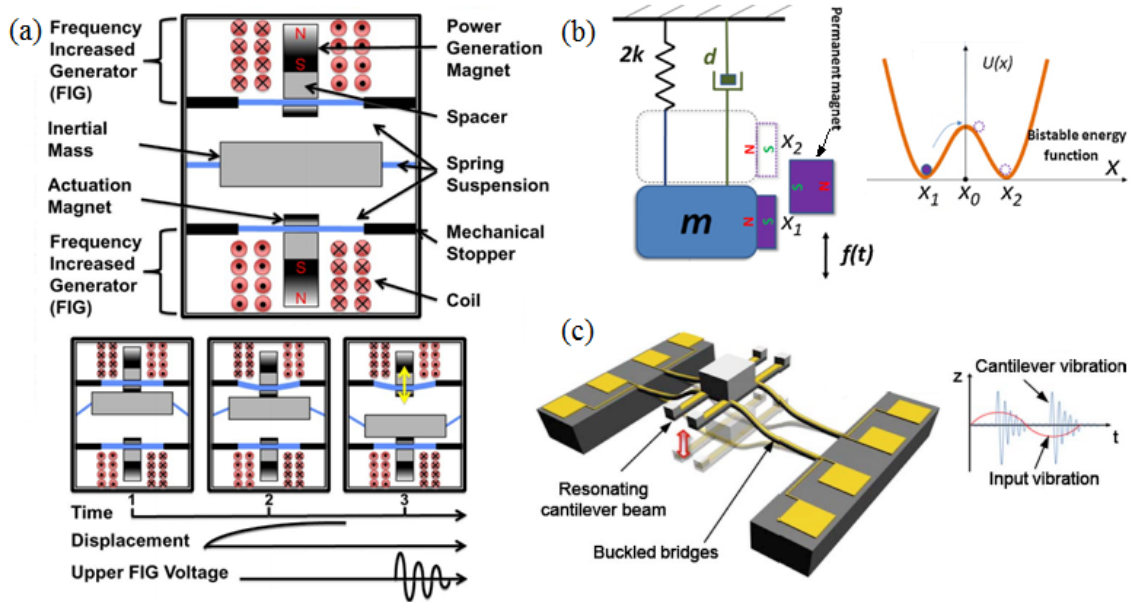 (a)
Frequency
Increased
Generator
(FIG)
Inertial
Mass
Actuation
Magnet
Frequency
Increased
Generator
(FIG)
N
S
S
N
Power
Generation
Magnet
Spacer
Spring
Suspension
Mechanical
Stopper
Coil
1 2 3
Time
Displacement
Upper FIG Voltage
(b)
2k
d
Permanent magnet
N S X2
S N
m
N S X1
f(t)
U(x)
Bistable energy
function
X
X1 X0 X2
(c)
Resonating
cantilever beam
Buckled bridges
Cantilever vibration
z
t
Input vibration